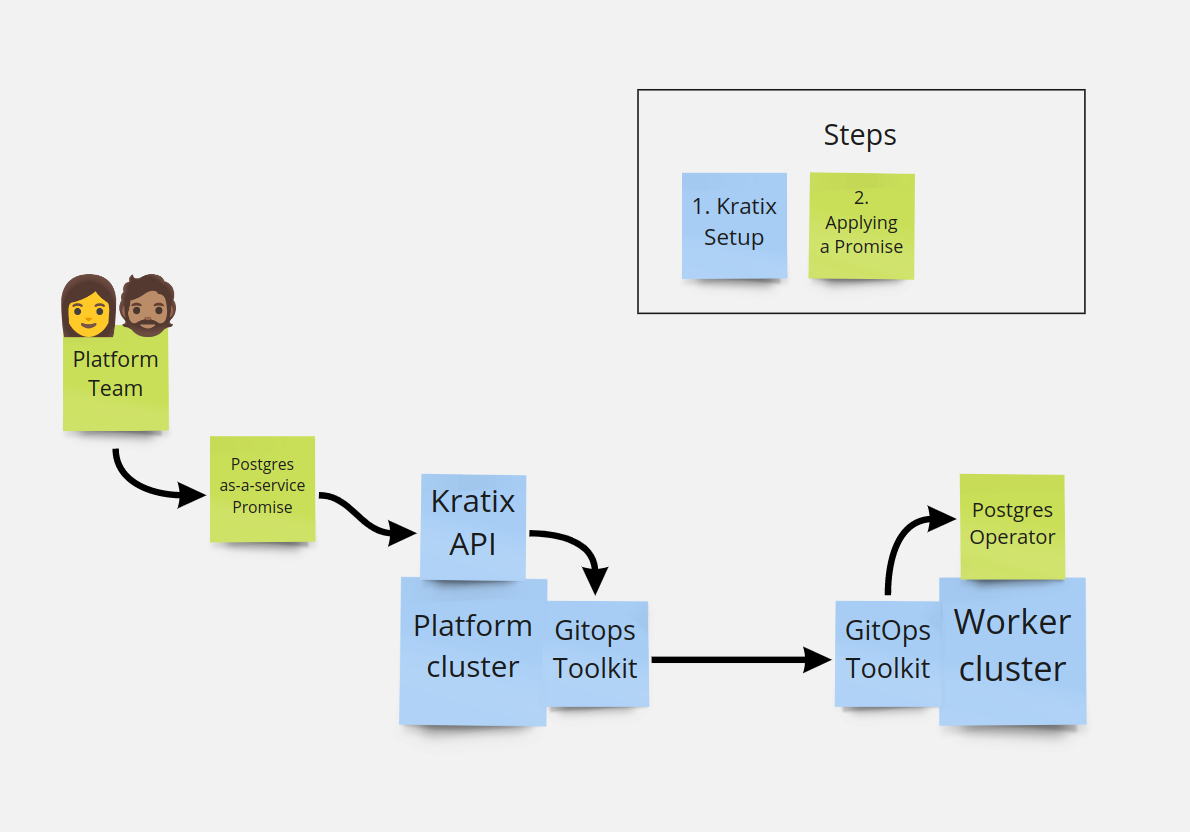 Steps
1. Kratix
Setup
2.
Applying
a Promise
Platform
Team
Postgres
as-a-service
Promise
Kratix
API
Platform
cluster
Gitops
Toolkit
GitOps
Toolkit
Postgres
Operator
Worker
cluster